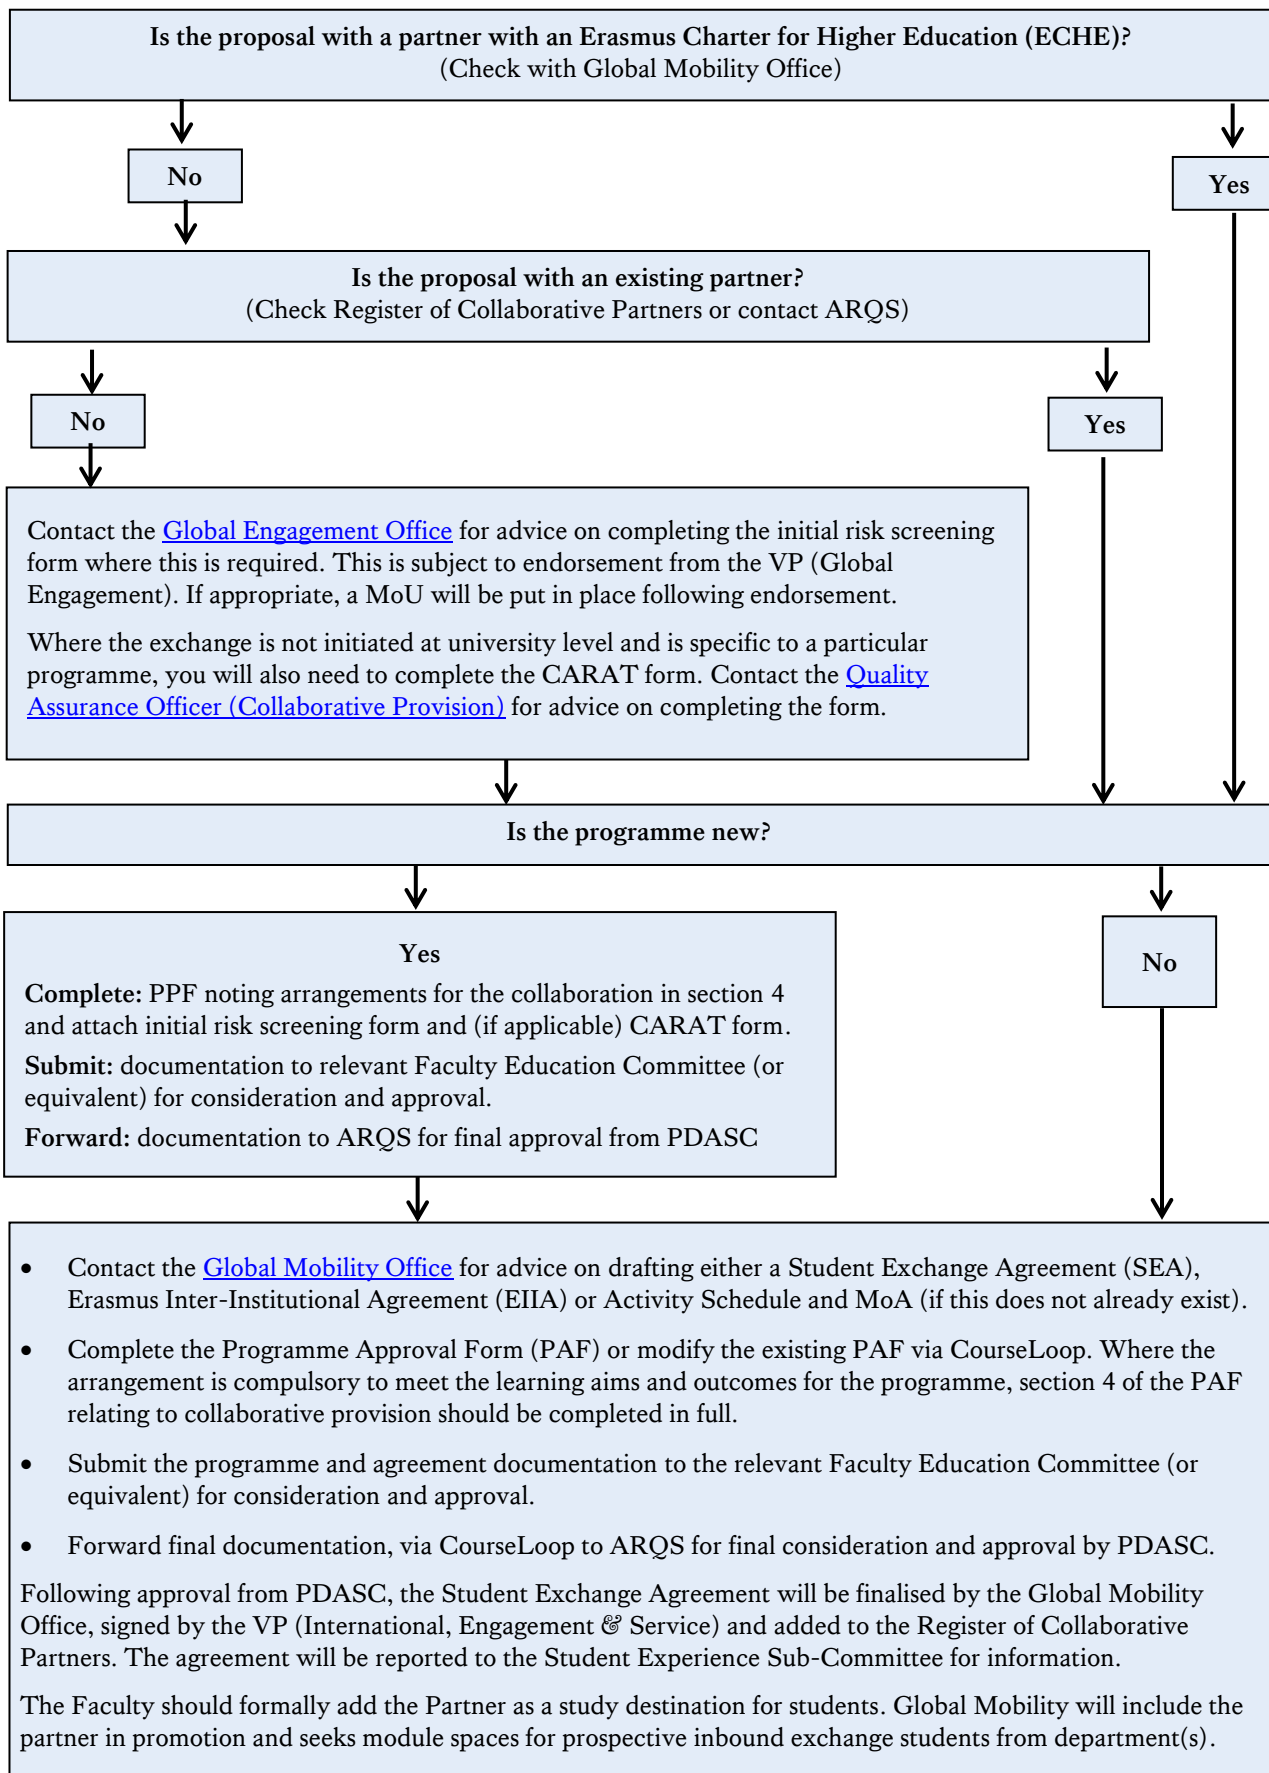 Is the proposal with a partner with an Erasmus Charter for Higher Education (ECHE)?
(Check with Global Mobility Office)
No
Yes
Is the proposal with an existing partner?
(Check Register of Collaborative Partners or contact ARQS)
No
Yes
Contact the Global Engagement Office for advice on completing the initial risk screening
form where this is required. This is subject to endorsement from the VP (Global
Engagement). If appropriate, a MoU will be put in place following endorsement.
Where the exchange is not initiated at university level and is specific to a particular
programme, you will also need to complete the CARAT form. Contact the Quality
Assurance Officer (Collaborative Provision) for advice on completing the form.
Is the programme new?
Yes
Complete: PPF noting arrangements for the collaboration in section 4
and attach initial risk screening form and (if applicable) CARAT form.
Submit: documentation to relevant Faculty Education Committee (or
equivalent) for consideration and approval.
Forward: documentation to ARQS for final approval from PDASC
No
• Contact the Global Mobility Office for advice on drafting either a Student Exchange Agreement (SEA),
Erasmus Inter-Institutional Agreement (EIIA) or Activity Schedule and MoA (if this does not already exist).
• Complete the Programme Approval Form (PAF) or modify the existing PAF via CourseLoop. Where the
arrangement is compulsory to meet the learning aims and outcomes for the programme, section 4 of the PAF
relating to collaborative provision should be completed in full.
• Submit the programme and agreement documentation to the relevant Faculty Education Committee (or
equivalent) for consideration and approval.
• Forward final documentation, via CourseLoop to ARQS for final consideration and approval by PDASC.
Following approval from PDASC, the Student Exchange Agreement will be finalised by the Global Mobility
Office, signed by the VP (International, Engagement & Service) and added to the Register of Collaborative
Partners. The agreement will be reported to the Student Experience Sub-Committee for information.
The Faculty should formally add the Partner as a study destination for students. Global Mobility will include the
partner in promotion and seeks module spaces for prospective inbound exchange students from department(s).